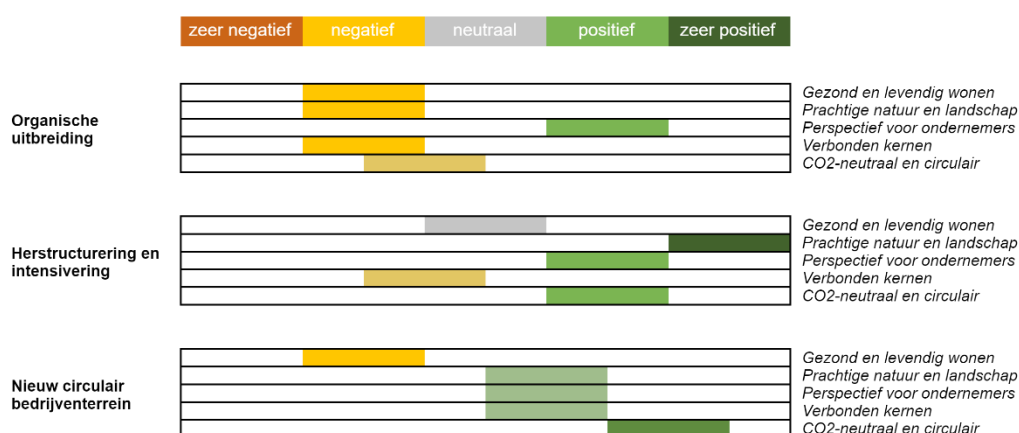 zeer negatief negatief neutraal positief zeer positief
Organische
uitbreiding
Gezond en levendig wonen
Prachtige natuur en landschap
Perspectief voor ondernemers
Verbonden kernen
CO2-neutraal en circulair
Herstructurering en
intensivering
Gezond en levendig wonen
Prachtige natuur en landschap
Perspectief voor ondernemers
Verbonden kernen
CO2-neutraal en circulair
Nieuw circulair
bedrijventerrein
Gezond en levendig wonen
Prachtige natuur en landschap
Perspectief voor ondernemers
Verbonden kernen
CO2-neutraal en circulair